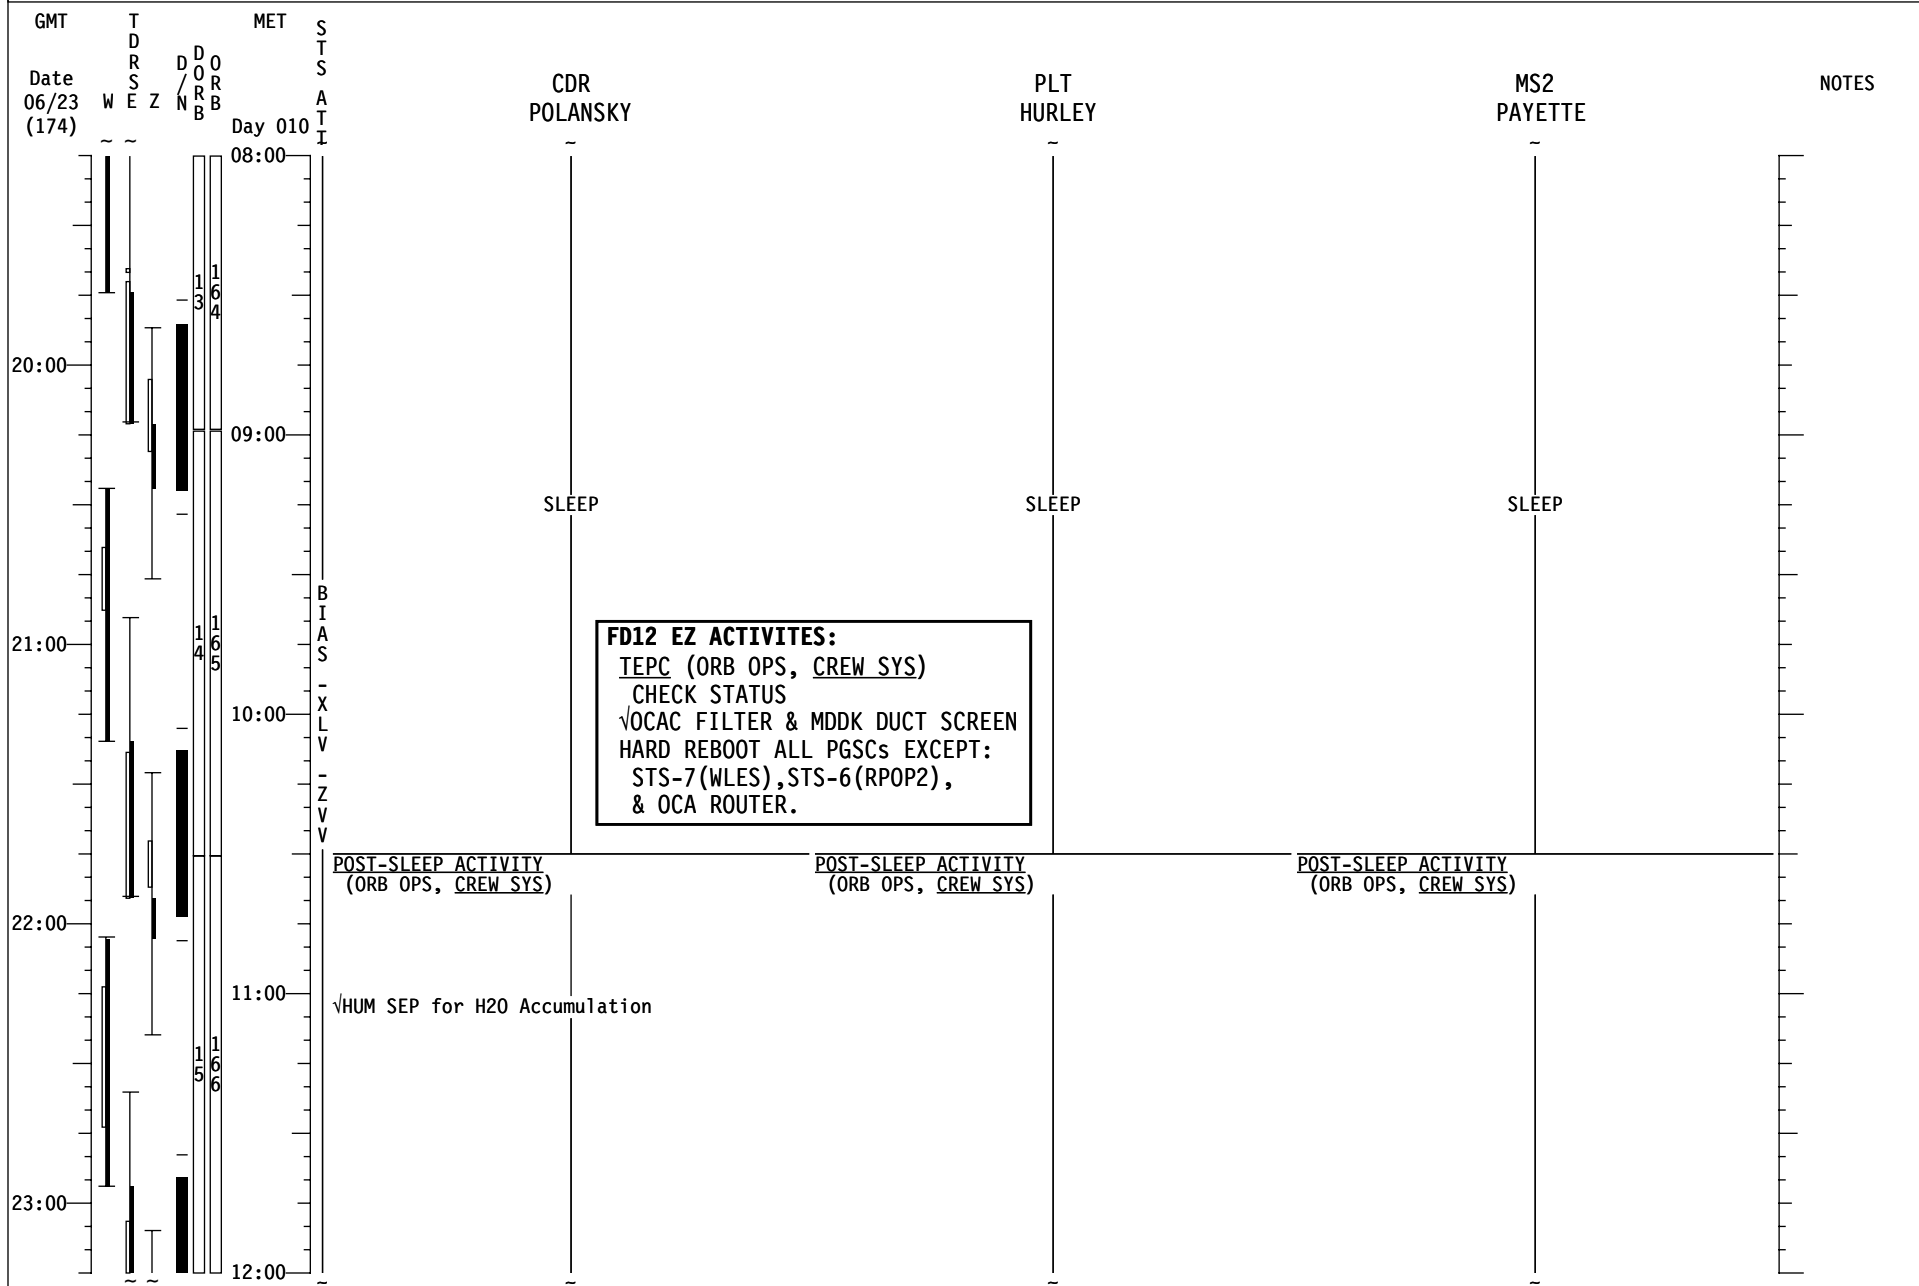 GMT
Date
06/23
(174)
TDRS
W E Z
D/N
DORB
ORB
MET
Day 010
STS ATT
CDR
POLANSKY
PLT
HURLEY
MS2
PAYETTE
NOTES
~ ~ ~ ~ ~
08:00
13 164
20:00
09:00
SLEEP SLEEP SLEEP
BIAS -XLV -ZVV
14 165
21:00
FD12 EZ ACTIVITES:
TEPC (ORB OPS, CREW SYS)
CHECK STATUS
√OCAC FILTER & MDDK DUCT SCREEN
HARD REBOOT ALL PGSCs EXCEPT:
STS-7(WLES),STS-6(RPOP2),
& OCA ROUTER.
10:00
POST-SLEEP ACTIVITY
(ORB OPS, CREW SYS)
POST-SLEEP ACTIVITY
(ORB OPS, CREW SYS)
POST-SLEEP ACTIVITY
(ORB OPS, CREW SYS)
22:00
11:00
√HUM SEP for H2O Accumulation
15 166
23:00
12:00
~ ~ ~ ~ ~ ~